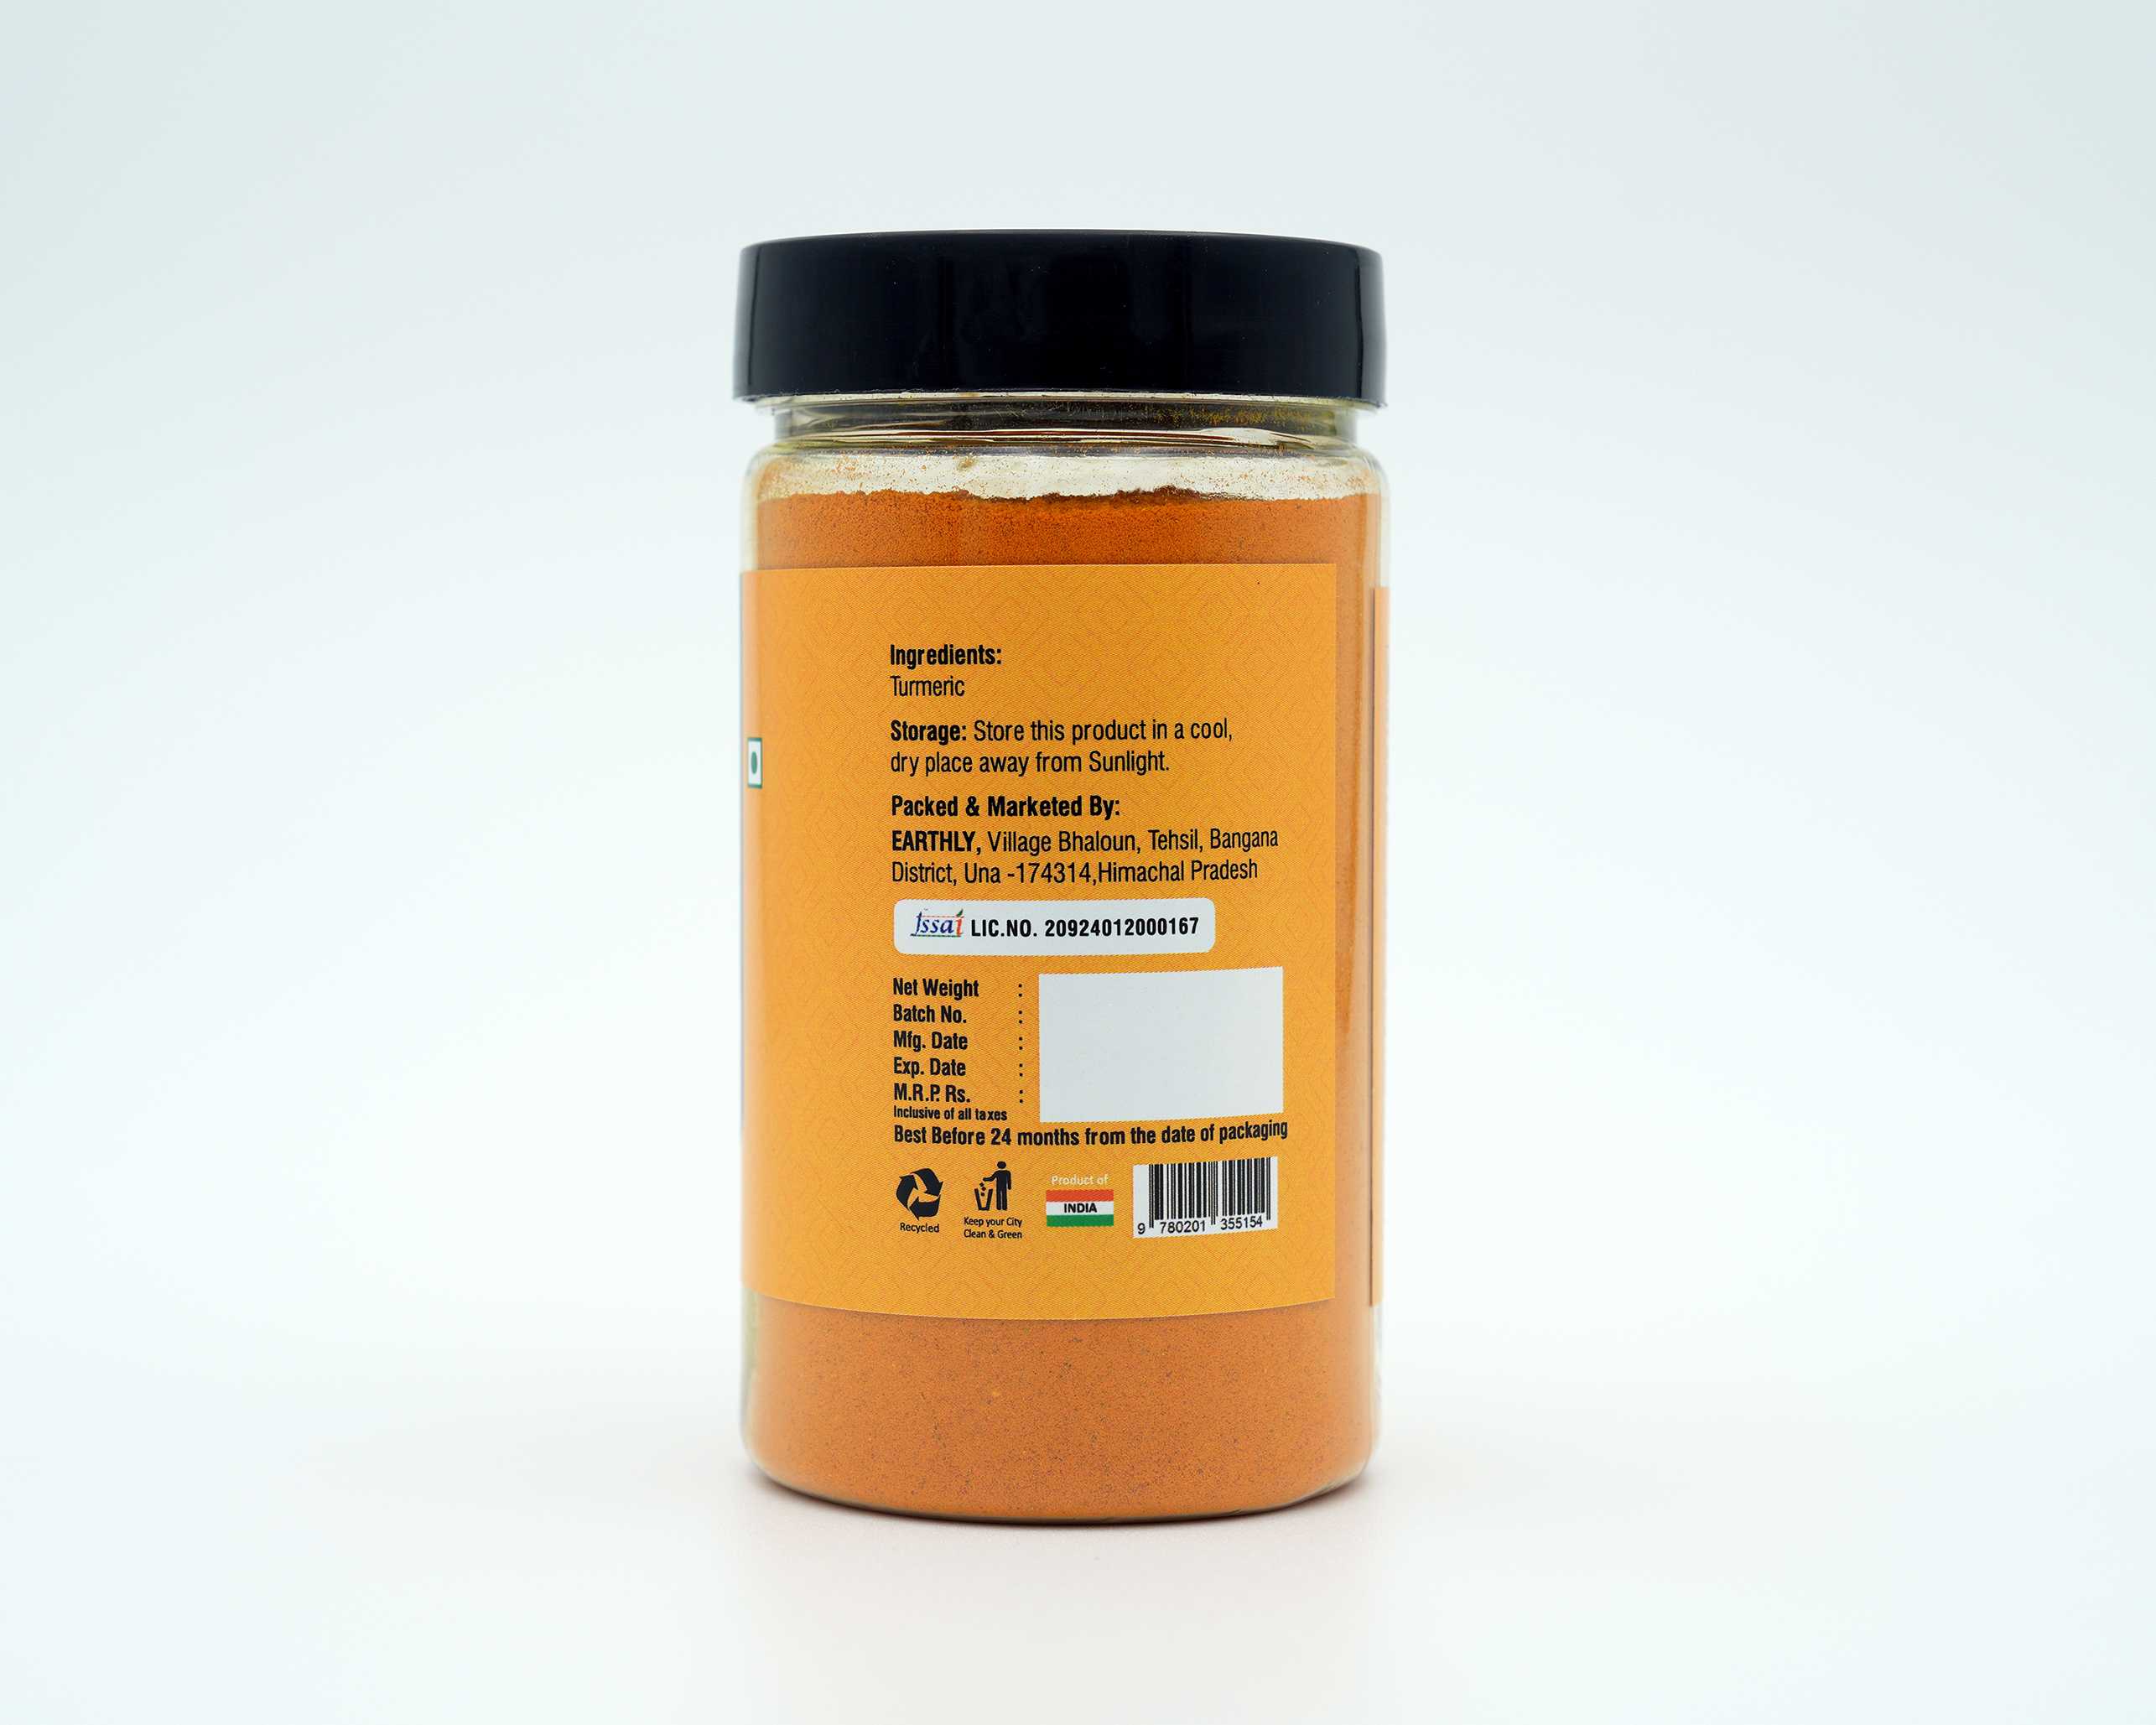 Ingredients:
Turmeric
Storage: Store this product in a cool,
dry place away from Sunlight.
Packed & Marketed By:
EARTHLY, Village Bhaloun, Tehsil, Bangana
District, Una -174314,Himachal Pradesh
fssai LIC.NO. 20924012000167
Net Weight :
Batch No. :
Mfg. Date :
Exp. Date :
M.R.P. Rs. :
Inclusive of all taxes
Best Before 24 months from the date of packaging
Recycled
Keep your City
Clean & Green
Product of
INDIA
9 780201 355154